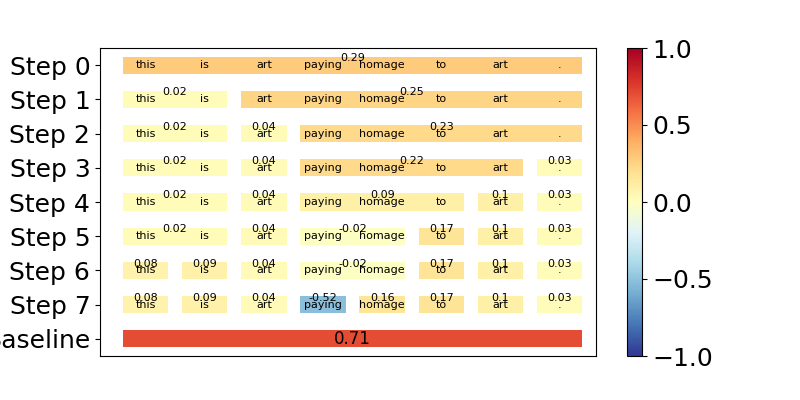 Step 0 this is art paying 0.29 homage to art .
Step 1 this 0.02 is art paying 0.25 homage to art .
Step 2 this 0.02 is 0.04 art paying homage 0.23 to art .
Step 3 this 0.02 is 0.04 art paying 0.22 homage to art 0.03 .
Step 4 this 0.02 is 0.04 art paying 0.09 homage to 0.1 art 0.03 .
Step 5 this 0.02 is 0.04 art paying -0.02 homage 0.17 to 0.1 art 0.03 .
Step 6 0.08 this 0.09 is 0.04 art paying -0.02 homage 0.17 to 0.1 art 0.03 .
Step 7 0.08 this 0.09 is 0.04 art -0.52 paying 0.16 homage 0.17 to 0.1 art 0.03 .
aseline 0.71
1.0
0.5
0.0
−0.5
−1.0